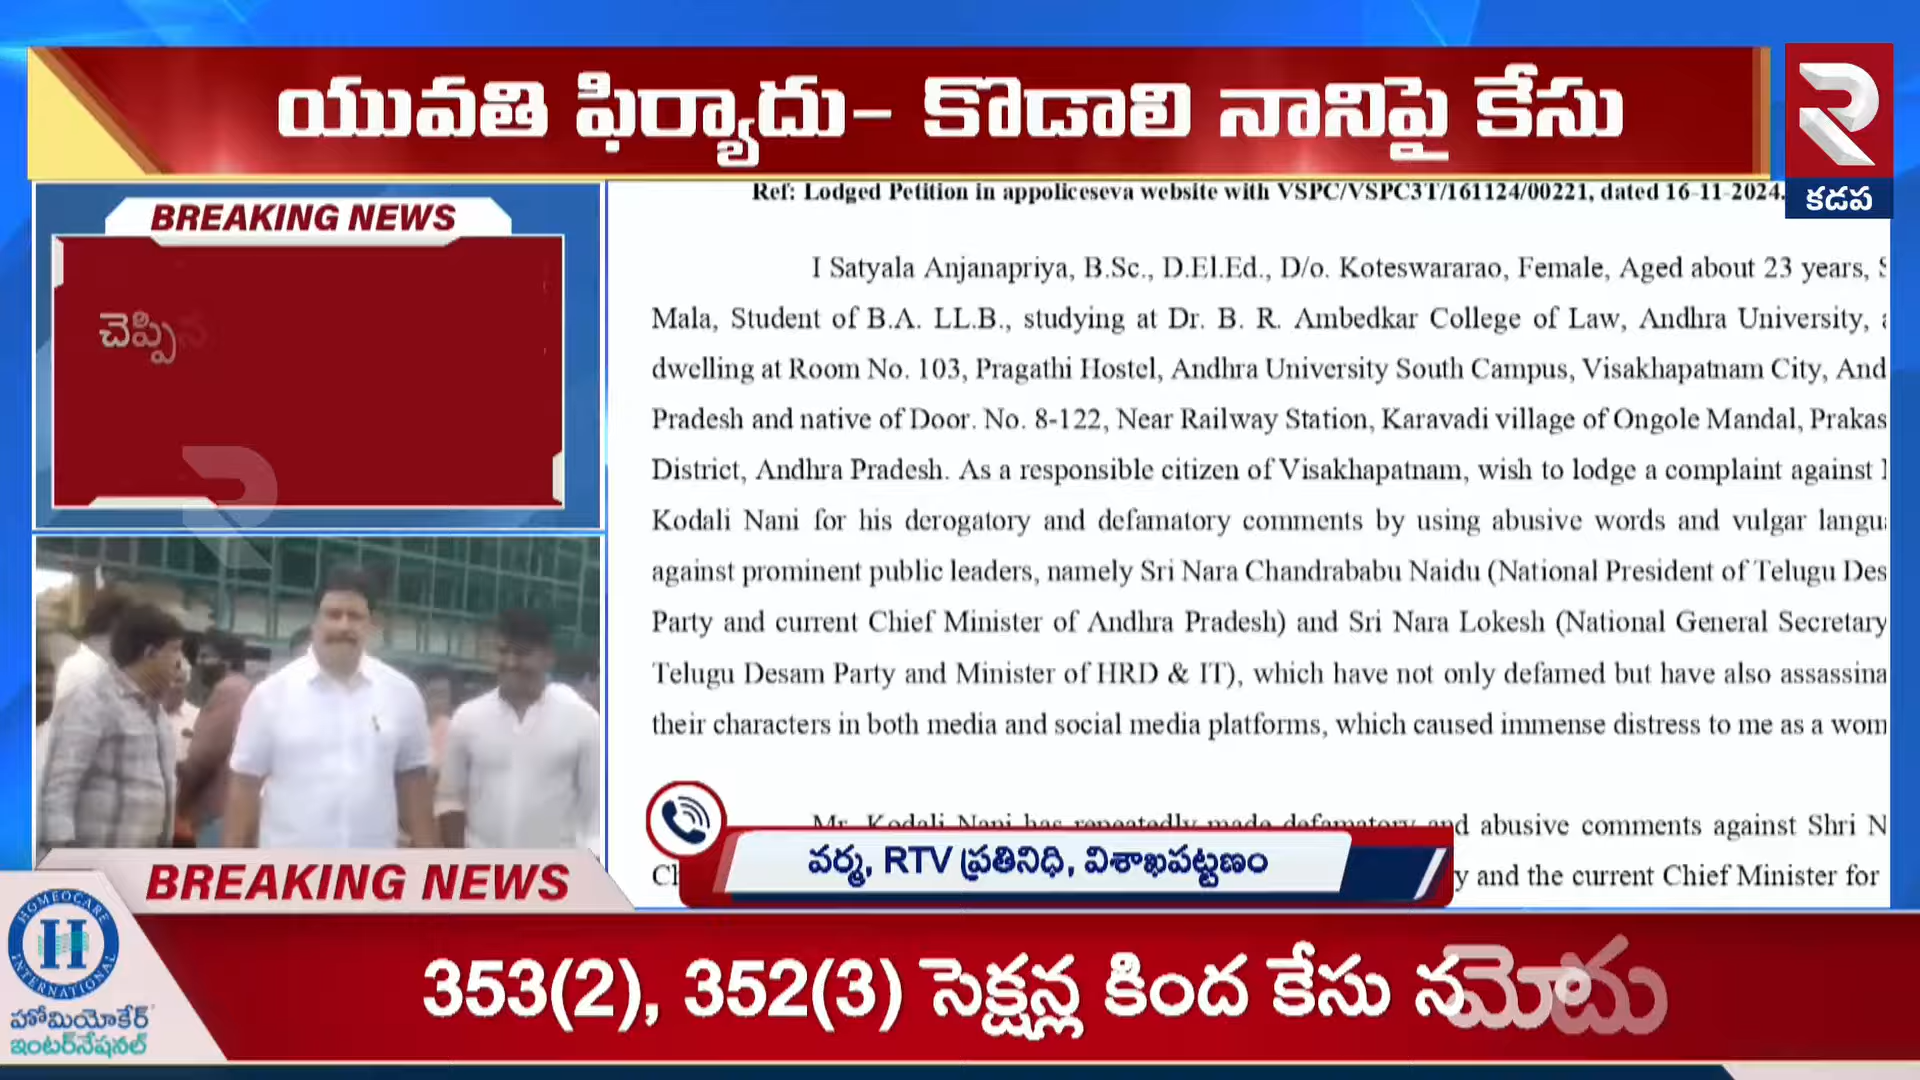 యువతి ఫిర్యాదు- కొడాలి నానిపై కేసు
R
కడప
BREAKING NEWS
చెప్పిన
Ref: Lodged Petition in appoliceseva website with VSPC/VSPC3T/161124/00221, dated 16-11-2024.
I Satyala Anjanapriya, B.Sc., D.El.Ed., D/o. Koteswararao, Female, Aged about 23 years,
Mala, Student of B.A. LL.B., studying at Dr. B. R. Ambedkar College of Law, Andhra University,
dwelling at Room No. 103, Pragathi Hostel, Andhra University South Campus, Visakhapatnam City, And
Pradesh and native of Door. No. 8-122, Near Railway Station, Karavadi village of Ongole Mandal, Prakas
District, Andhra Pradesh. As a responsible citizen of Visakhapatnam, wish to lodge a complaint against
Kodali Nani for his derogatory and defamatory comments by using abusive words and vulgar langu
against prominent public leaders, namely Sri Nara Chandrababu Naidu (National President of Telugu Des
Party and current Chief Minister of Andhra Pradesh) and Sri Nara Lokesh (National General Secretary
Telugu Desam Party and Minister of HRD & IT), which have not only defamed but have also assassina
their characters in both media and social media platforms, which caused immense distress to me as a wom
Mr. Kodali Nani has repeatedly made defamatory and abusive comments against Shri N
y and the current Chief Minister for
వర్మ, RTV ప్రతినిధి, విశాఖపట్టణం
BREAKING NEWS
353(2), 352(3) సెక్షన్ల కింద కేసు నమోదు
HOMEOCARE
INTERNATIONAL
హోమియోకేర్
ఇంటర్నేషనల్